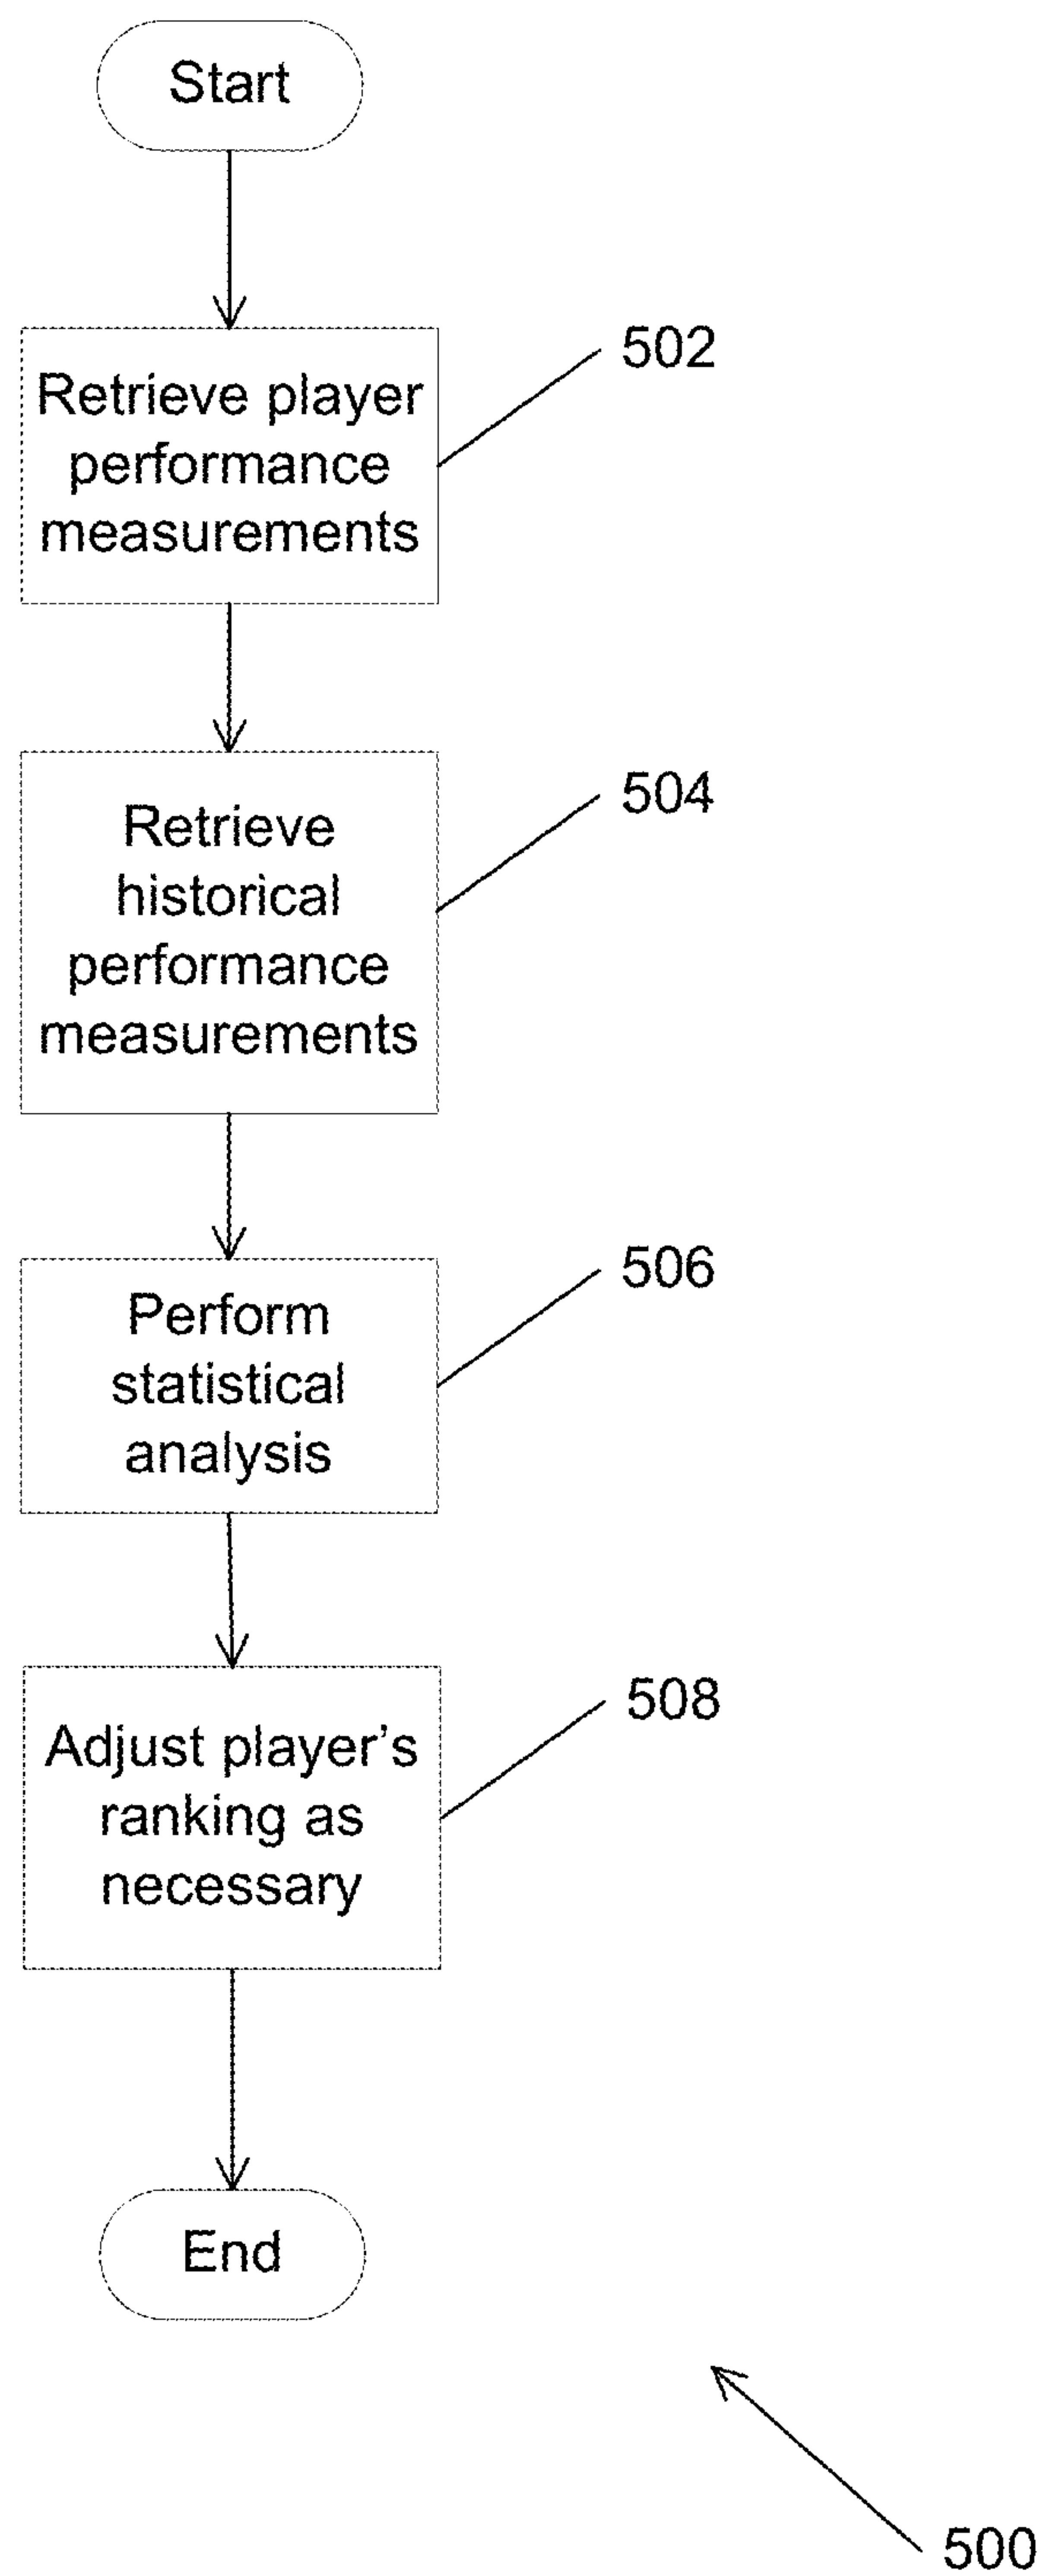 Start
502
Retrieve player
performance
measurements
504
Retrieve
historical
performance
measurements
506
Perform
statistical
analysis
508
Adjust player’s
ranking as
necessary
End
500